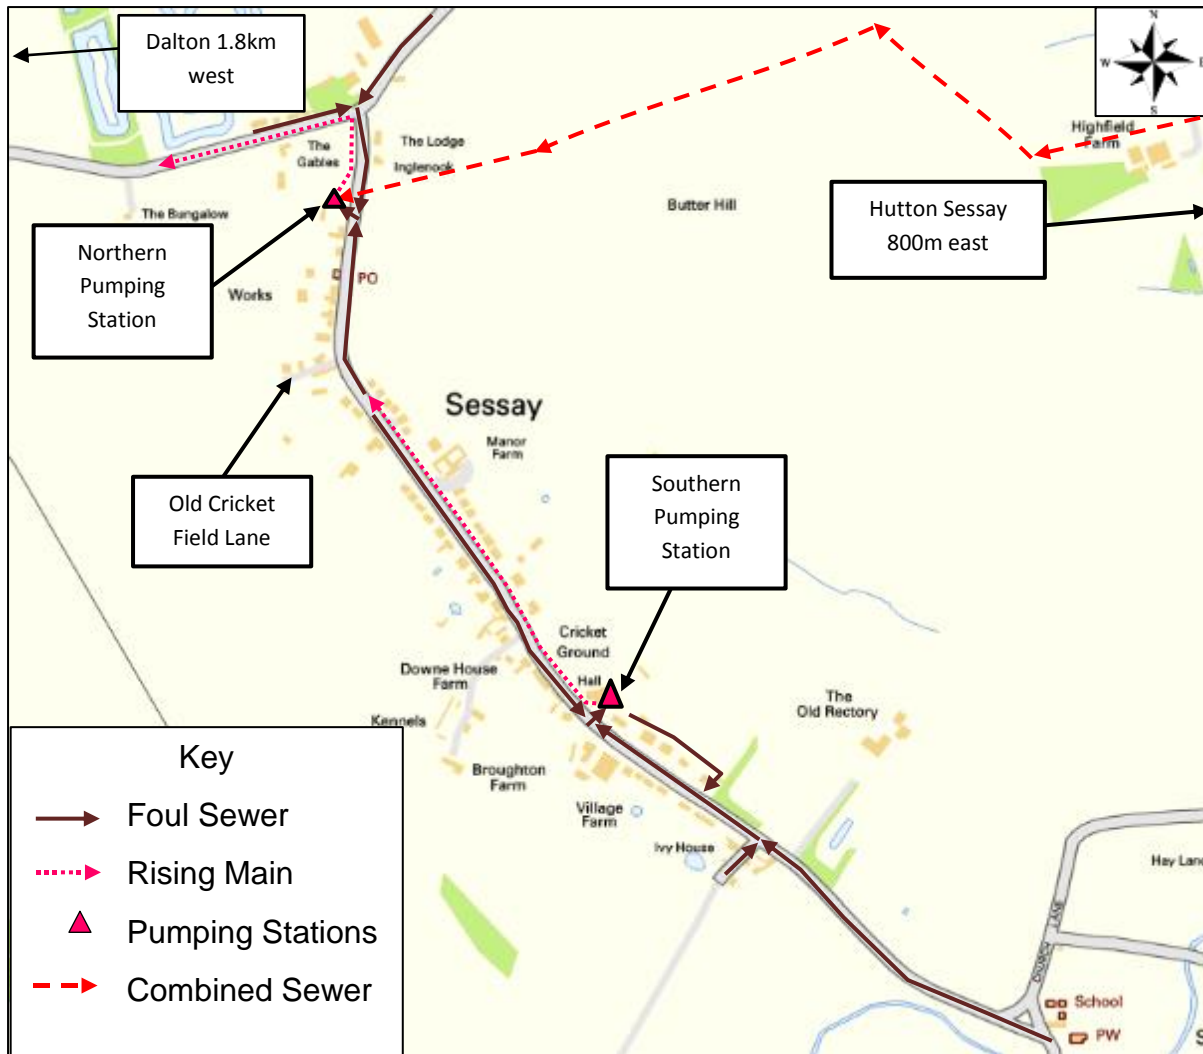 Dalton 1.8km
west
N
W
E
S
Highfield
Farm
The Lodge
The
Gables
Inglenook
Butter Hill
Hutton Sessay
800m east
The Bungalow
Northern
Pumping
Station
PO
Works
Sessay
Manor
Farm
Old Cricket
Field Lane
Southern
Pumping
Station
Cricket
Ground
Hall
Downe House
Farm
Kennels
The
Old Rectory
Broughton
Farm
Village
Farm
Ivy House
Hay Lane
CHURCH LANE
School
PW
S
Key
Foul Sewer
Rising Main
Pumping Stations
Combined Sewer